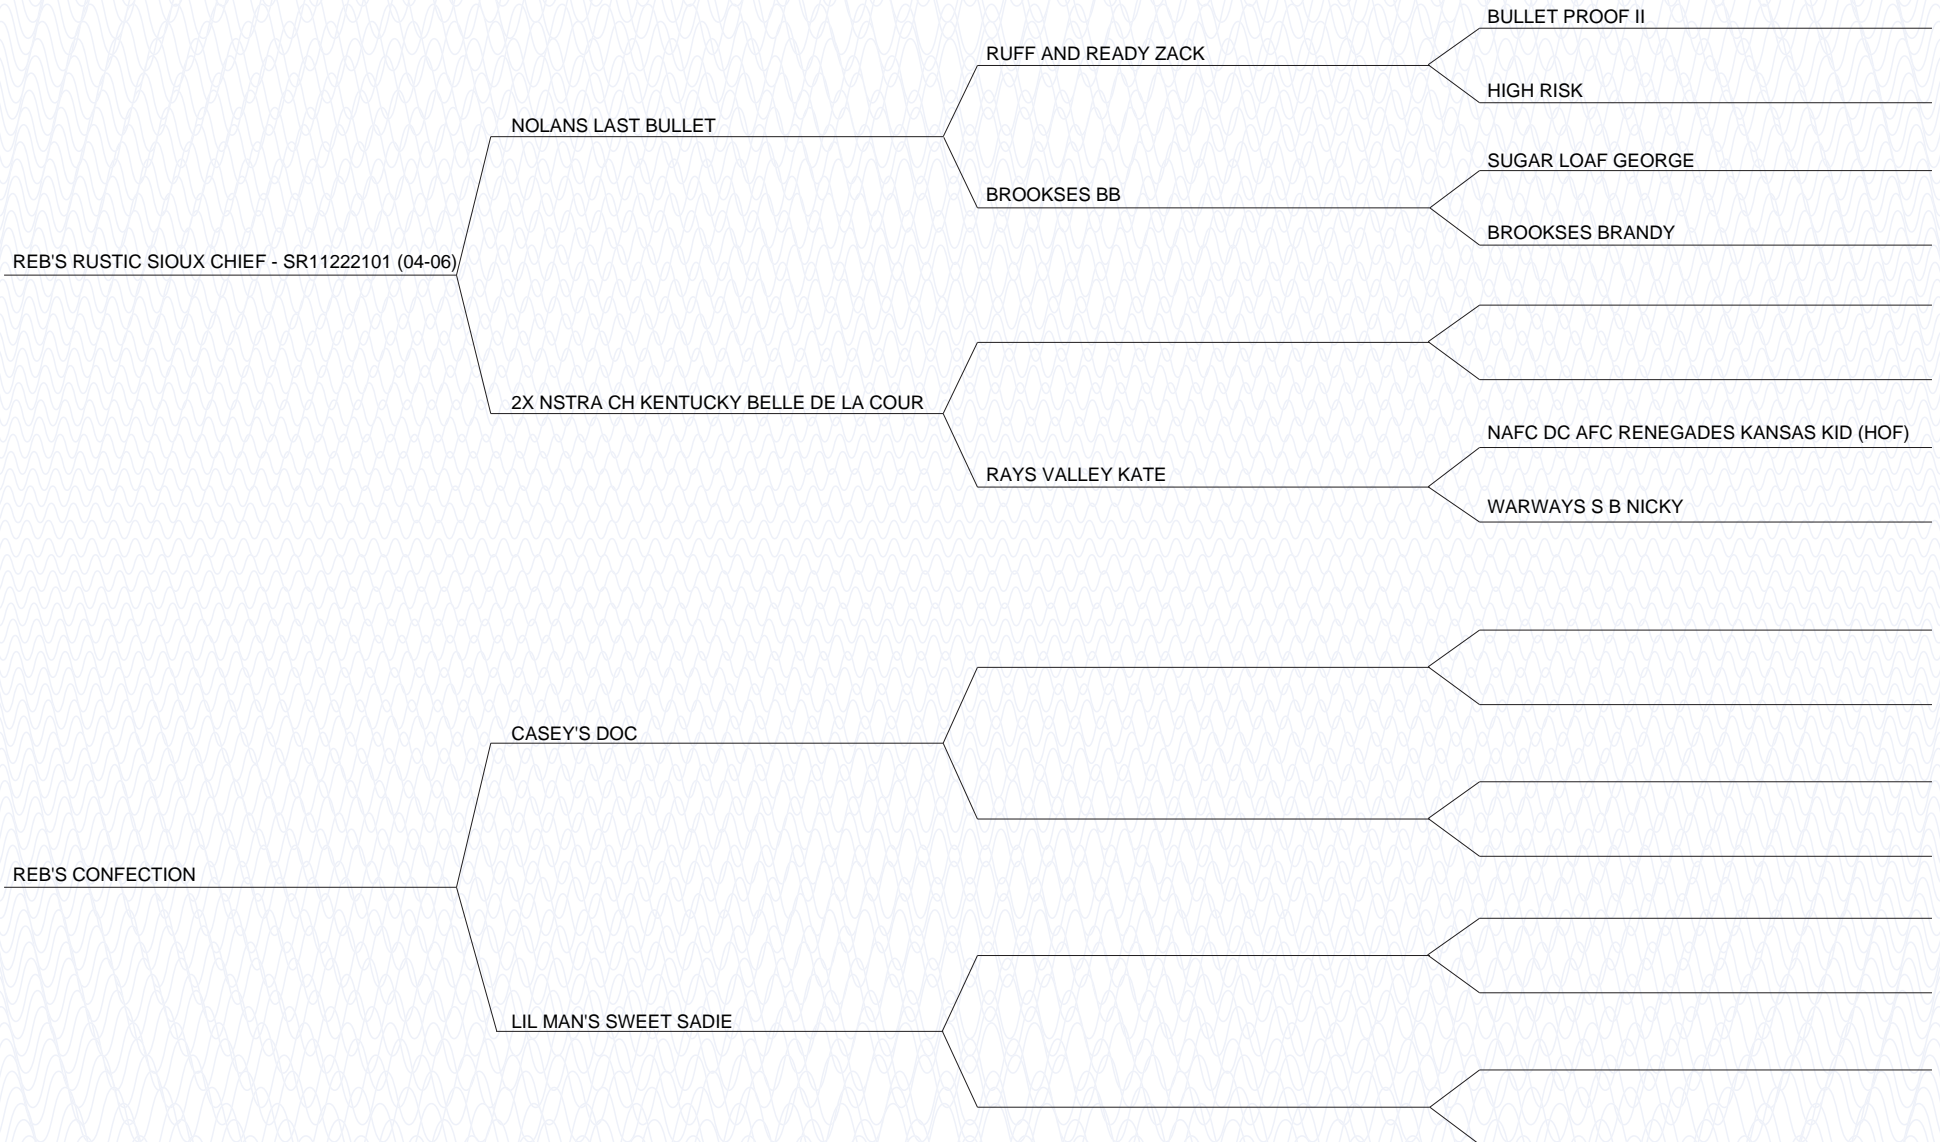 BULLET PROOF II
RUFF AND READY ZACK
HIGH RISK
NOLANS LAST BULLET
SUGAR LOAF GEORGE
BROOKSES BB
BROOKSES BRANDY
REB'S RUSTIC SIOUX CHIEF - SR11222101 (04-06)
2X NSTRA CH KENTUCKY BELLE DE LA COUR
NAFC DC AFC RENEGADES KANSAS KID (HOF)
RAYS VALLEY KATE
WARWAYS S B NICKY
CASEY'S DOC
REB'S CONFECTION
LIL MAN'S SWEET SADIE